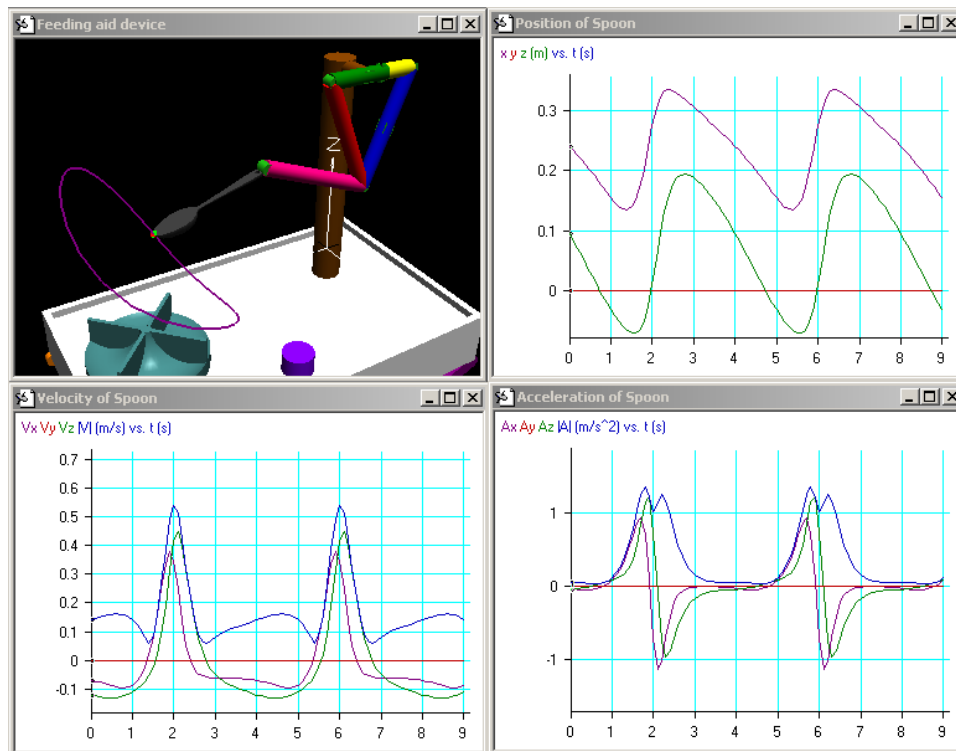 Feeding aid device
Z
Position of Spoon
x y z (m) vs. t (s)
0.3
0.2
0.1
0
0 1 2 3 4 5 6 7 8 9
Velocity of Spoon
Vx Vy Vz |V| (m/s) vs. t (s)
0.7
0.6
0.5
0.4
0.3
0.2
0.1
0
-0.1
0 1 2 3 4 5 6 7 8 9
Acceleration of Spoon
Ax Ay Az |A| (m/s^2) vs. t (s)
1
0
-1
0 1 2 3 4 5 6 7 8 9